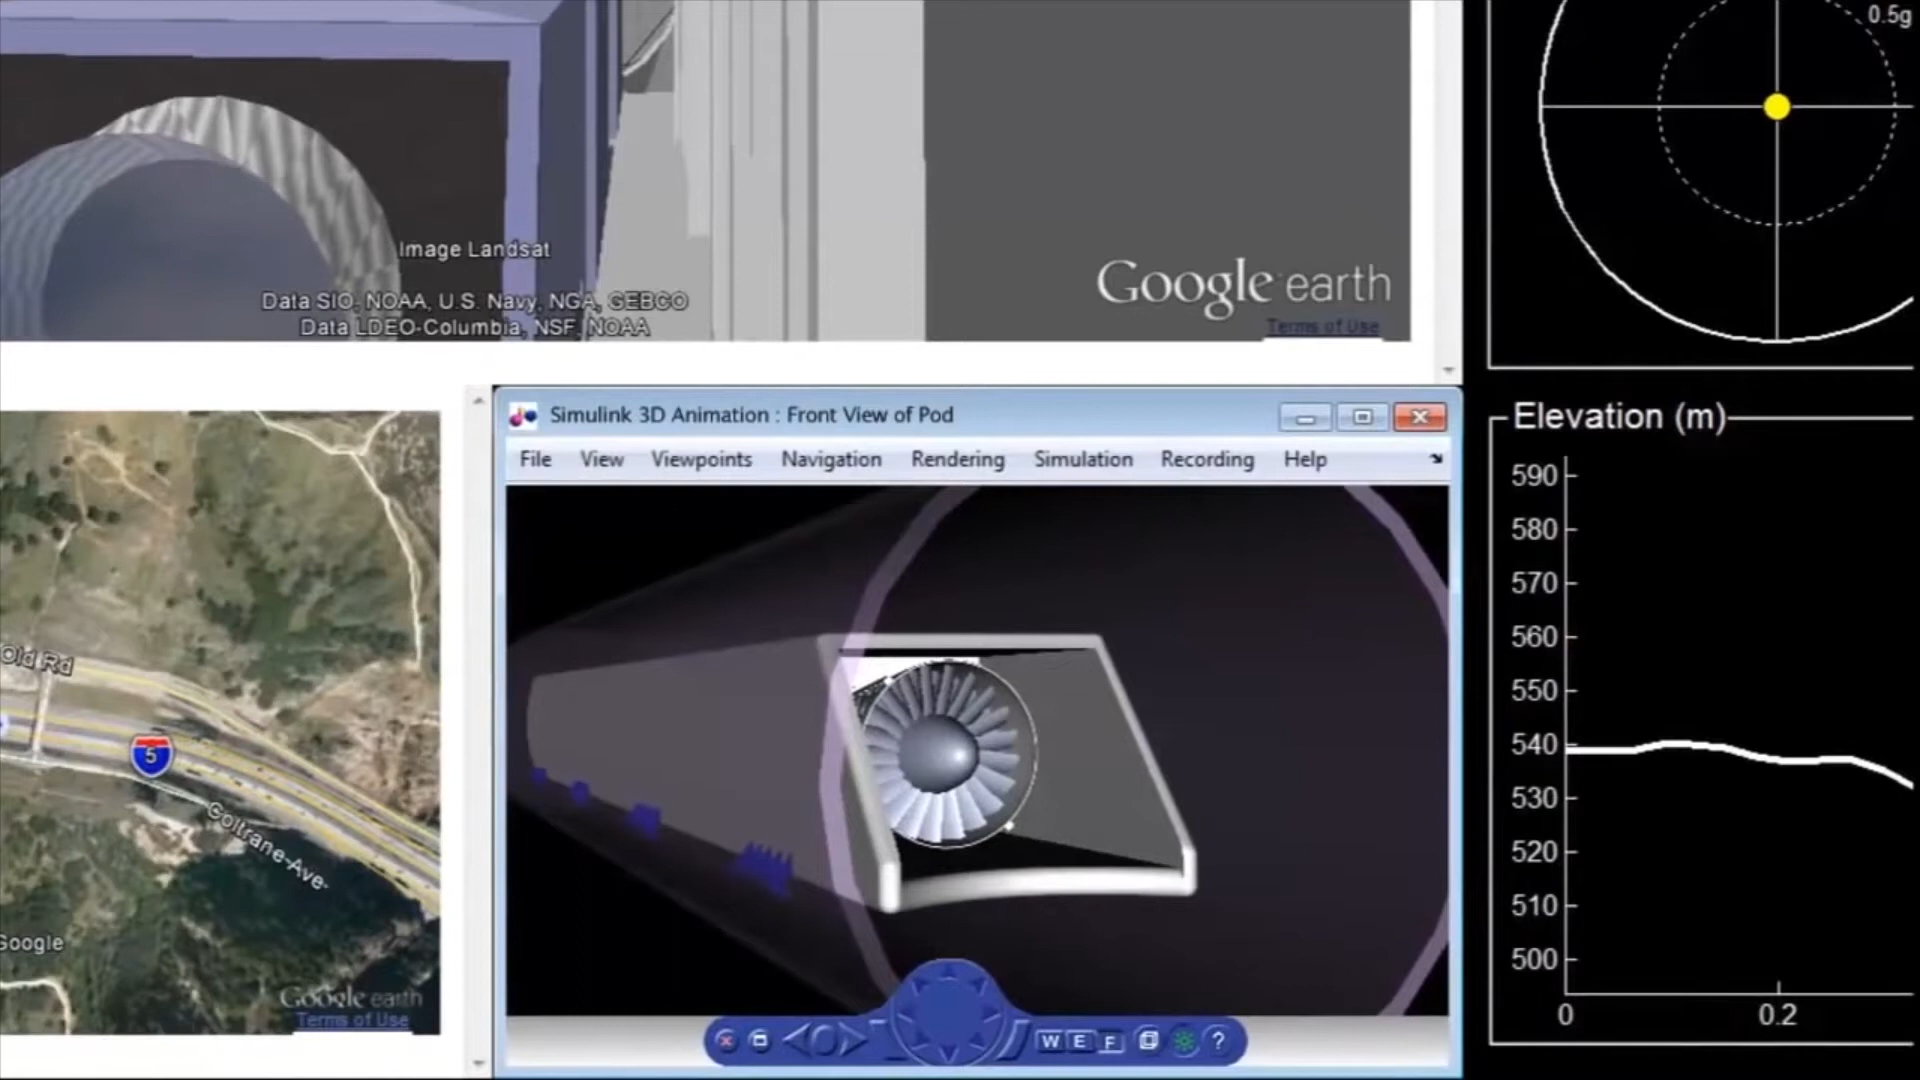 0.5g
Image Landsat
Data SIO, NOAA, U.S. Navy, NGA, GEBCO
Data LDEO-Columbia, NSF, NOAA
Google earth
Terms of Use
Simulink 3D Animation : Front View of Pod
File View Viewpoints Navigation Rendering Simulation Recording Help
Old Rd
5
Coltrane Ave
Google
Google earth
Terms of Use
W E F ?
Elevation (m)
590
580
570
560
550
540
530
520
510
500
0 0.2